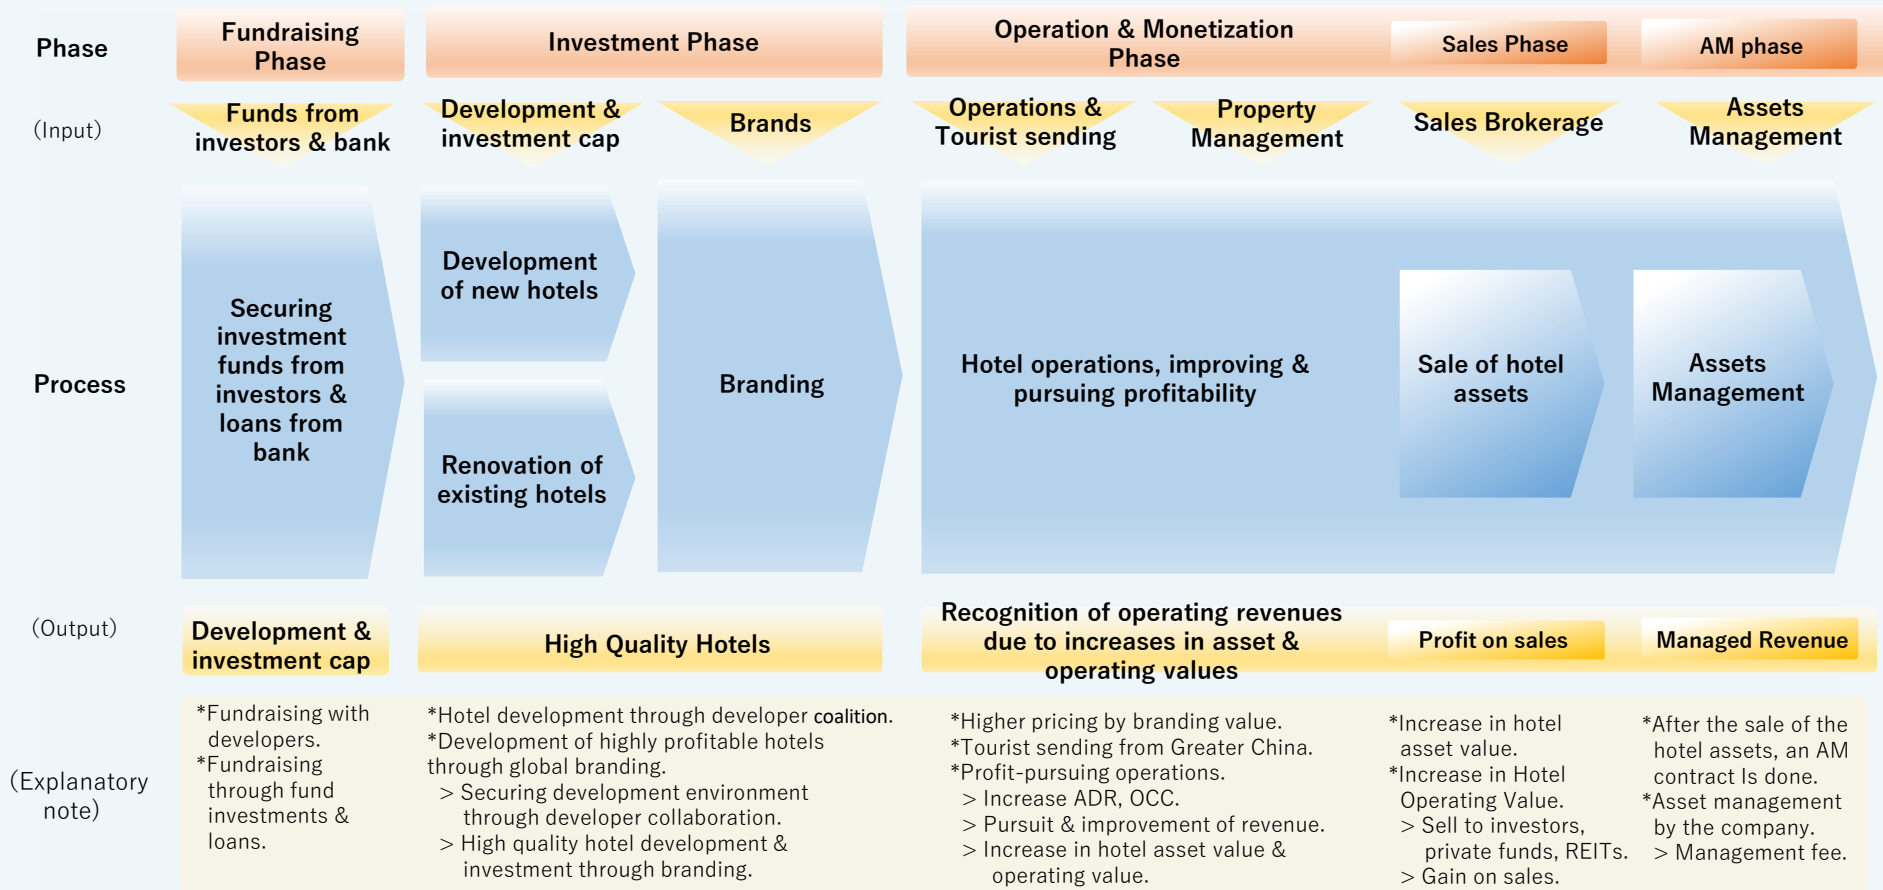 Phase
Fundraising
Phase
Investment Phase
Operation & Monetization
Phase
Sales Phase
AM phase
(Input)
Funds from
investors & bank
Development &
investment cap
Brands
Operations &
Tourist sending
Property
Management
Sales Brokerage
Assets
Management
Process
Securing
investment
funds from
investors &
loans from
bank
Development
of new hotels
Renovation of
existing hotels
Branding
Hotel operations, improving &
pursuing profitability
Sale of hotel
assets
Assets
Management
(Output)
Development &
investment cap
High Quality Hotels
Recognition of operating revenues
due to increases in asset &
operating values
Profit on sales
Managed Revenue
(Explanatory
note)
*Fundraising with
developers.
*Fundraising
through fund
investments &
loans.
*Hotel development through developer coalition.
*Development of highly profitable hotels
through global branding.
> Securing development environment
through developer collaboration.
> High quality hotel development &
investment through branding.
*Higher pricing by branding value.
*Tourist sending from Greater China.
*Profit-pursuing operations.
> Increase ADR, OCC.
> Pursuit & improvement of revenue.
> Increase in hotel asset value &
operating value.
*Increase in hotel
asset value.
*Increase in Hotel
Operating Value.
> Sell to investors,
private funds, REITs.
> Gain on sales.
*After the sale of the
hotel assets, an AM
contract Is done.
*Asset management
by the company.
> Management fee.